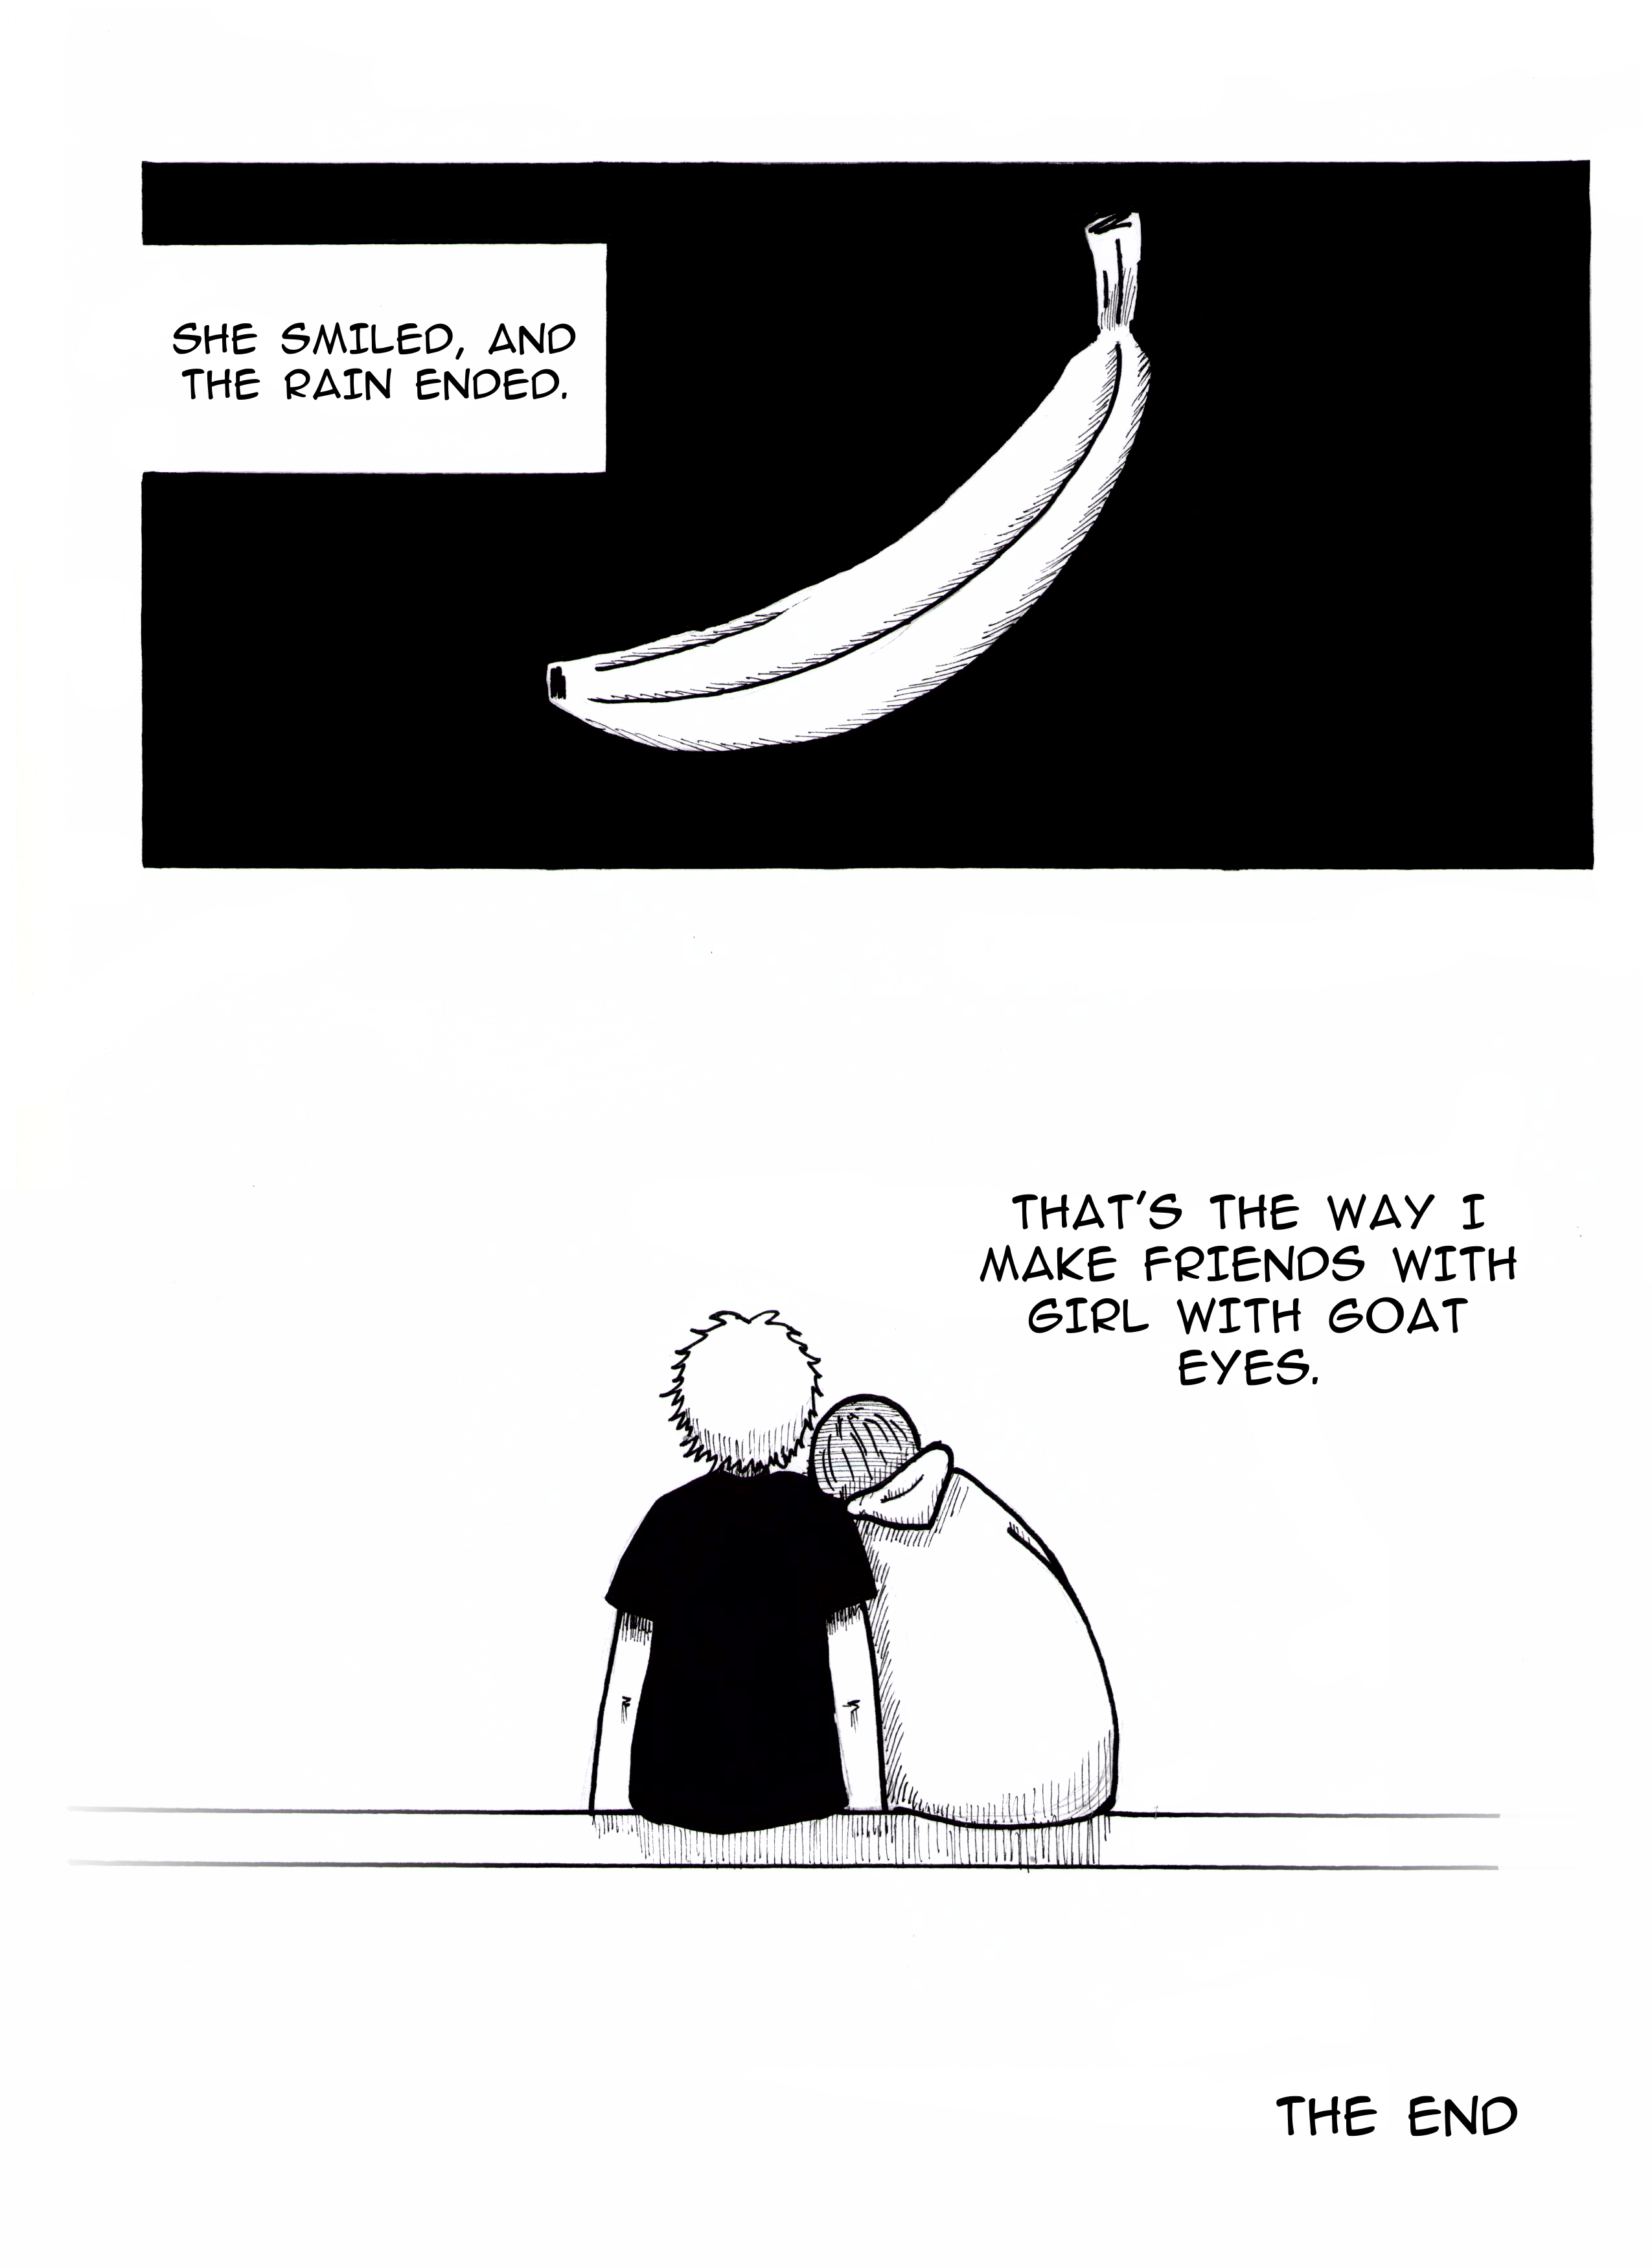 SHE SMILED, AND
THE RAIN ENDED.
THAT'S THE WAY I
MAKE FRIENDS WITH
GIRL WITH GOAT
EYES.
THE END